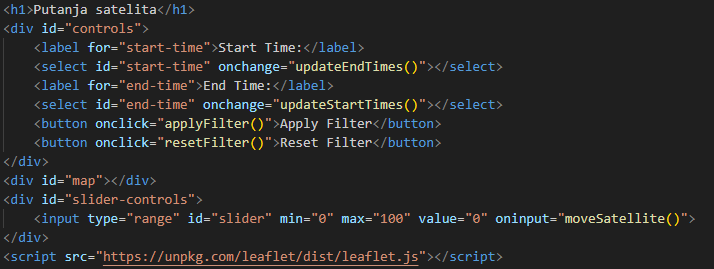 <h1>Putanja satelita</h1>
<div id="controls">
<label for="start-time">Start Time:</label>
<select id="start-time" onchange="updateEndTimes()"></select>
<label for="end-time">End Time:</label>
<select id="end-time" onchange="updateStartTimes()"></select>
<button onclick="applyFilter()">Apply Filter</button>
<button onclick="resetFilter()">Reset Filter</button>
</div>
<div id="map"></div>
<div id="slider-controls">
<input type="range" id="slider" min="0" max="100" value="0" oninput="moveSatellite()">
</div>
<script src="https://unpkg.com/leaflet/dist/leaflet.js"></script>